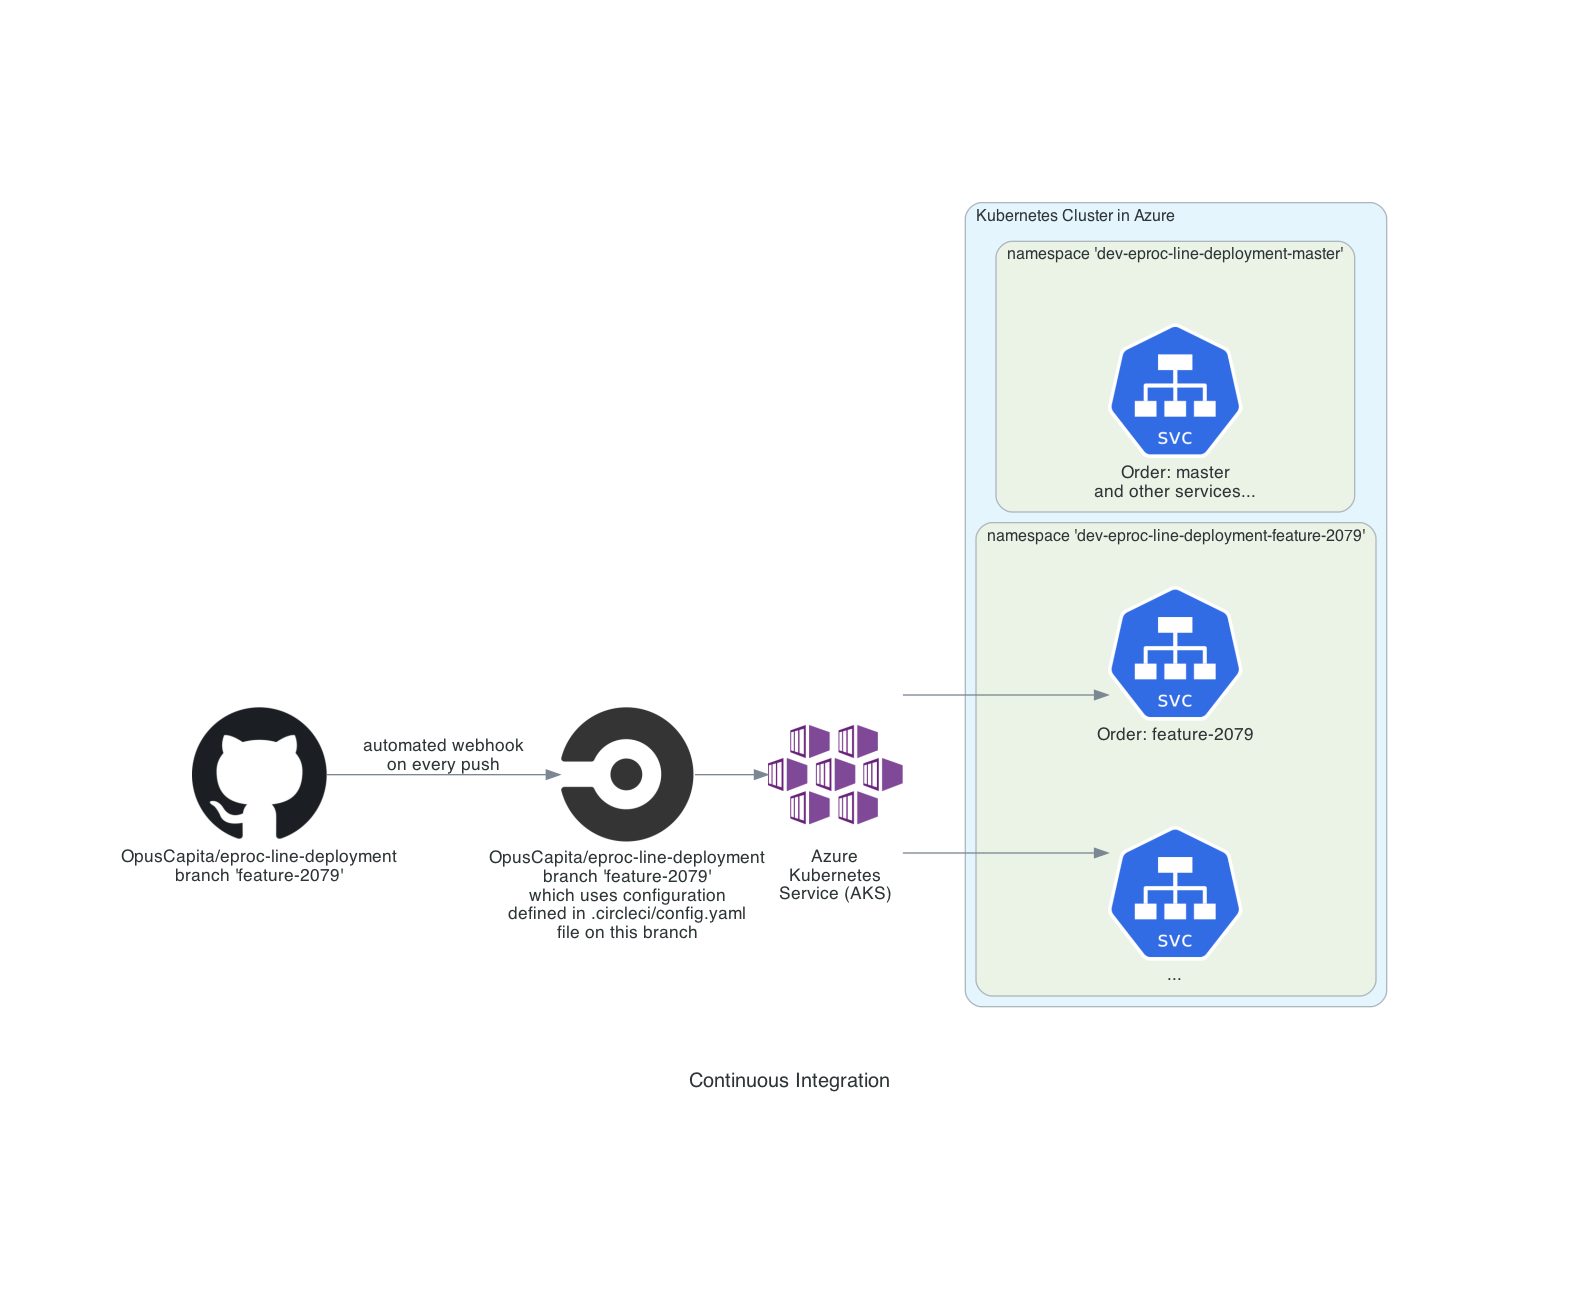 Kubernetes Cluster in Azure
namespace 'dev-eproc-line-deployment-master'
svc
Order: master
and other services...
namespace 'dev-eproc-line-deployment-feature-2079'
svc
Order: feature-2079
svc
...
automated webhook
on every push
OpusCapita/eproc-line-deployment
branch 'feature-2079'
OpusCapita/eproc-line-deployment
branch 'feature-2079'
which uses configuration
defined in .circleci/config.yaml
file on this branch
Azure
Kubernetes
Service (AKS)
Continuous Integration